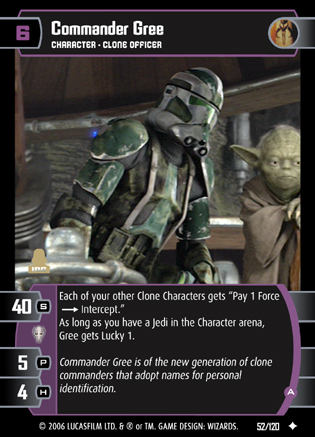 6
Commander Gree
CHARACTER • CLONE OFFICER
40 S
5 P
4 H
Each of your other Clone Characters gets "Pay 1 Force
→ Intercept."
As long as you have a Jedi in the Character arena,
Gree gets Lucky 1.
Commander Gree is of the new generation of clone
commanders that adopt names for personal
identification.
A
© 2006 LUCASFILM LTD. & ® or TM. GAME DESIGN: WIZARDS.
52/120